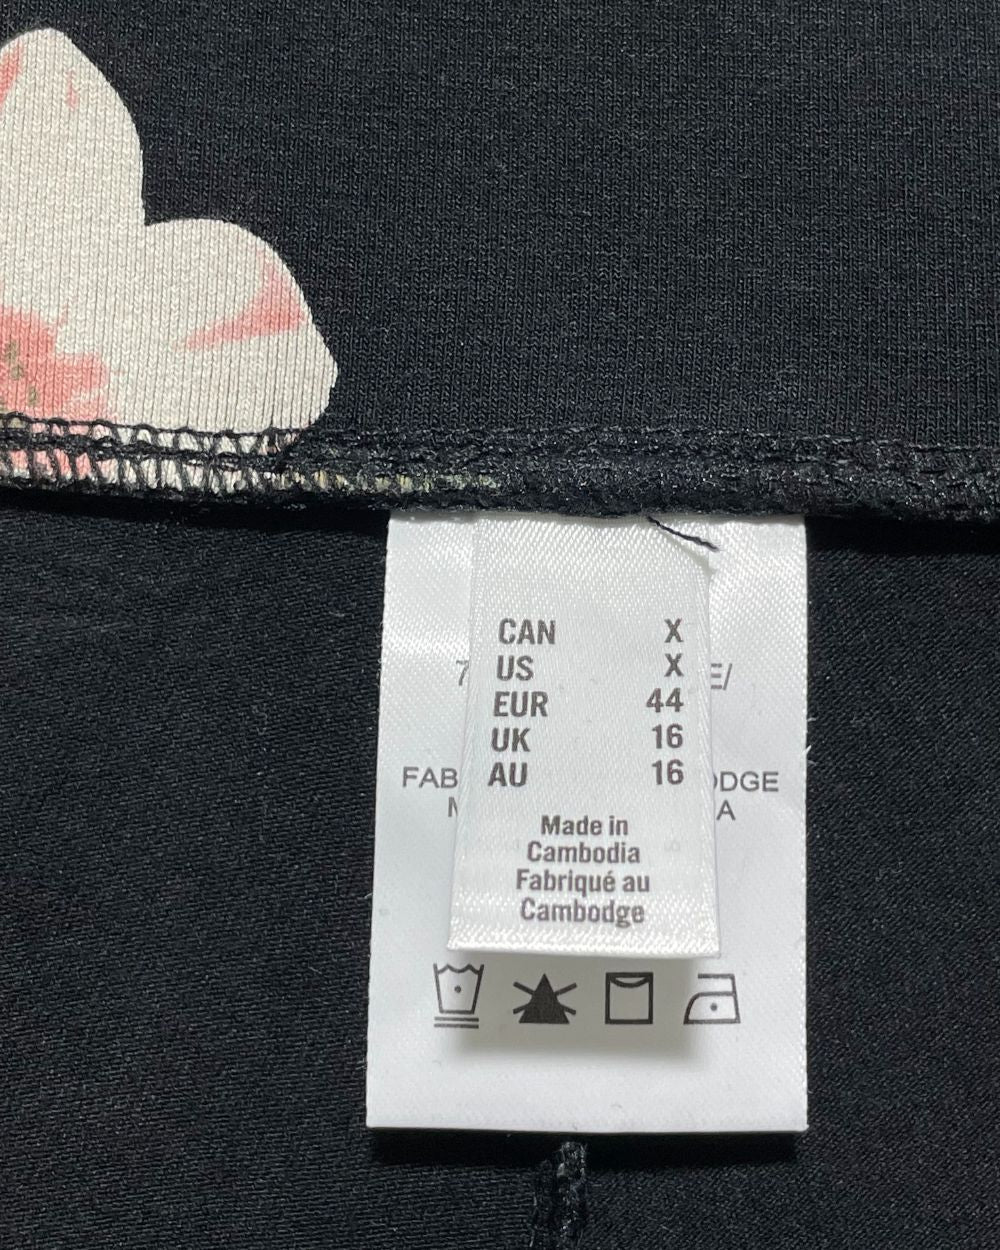 CAN X
US X
EUR 44
UK 16
AU 16
Made in
Cambodia
Fabriqué au
Cambodge